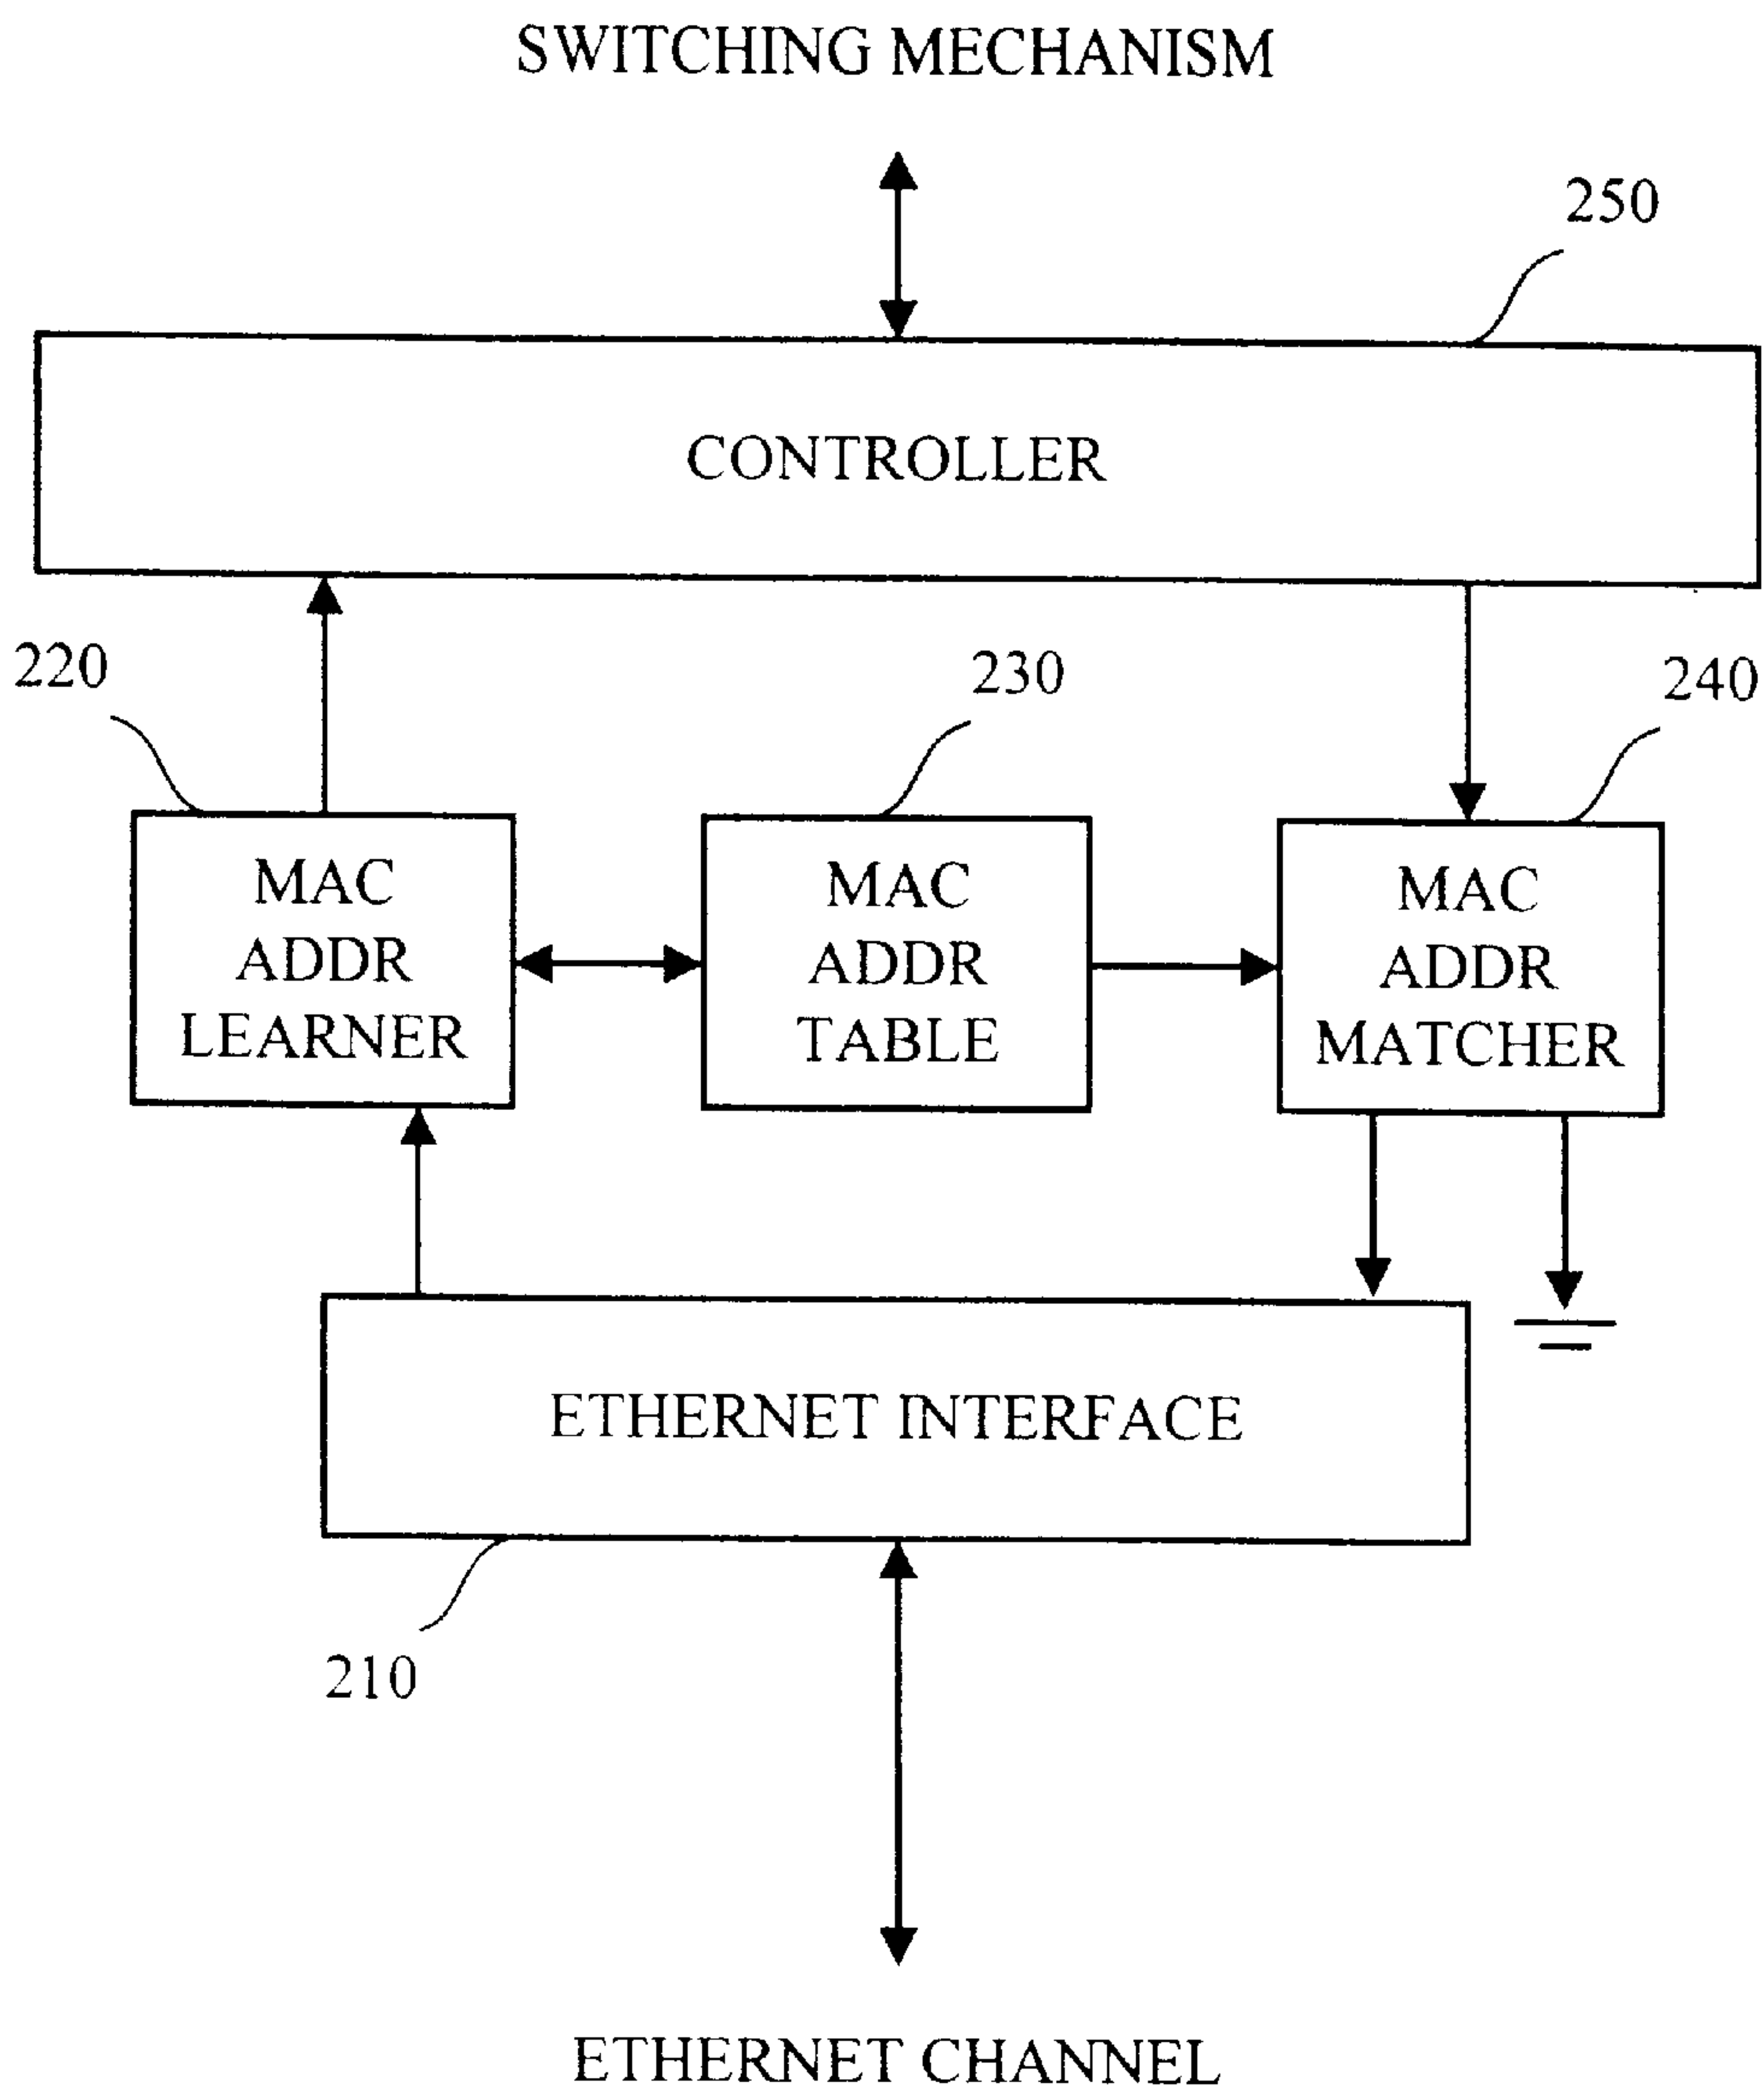 SWITCHING MECHANISM
250
CONTROLLER
220
230
240
MAC
ADDR
LEARNER
MAC
ADDR
TABLE
MAC
ADDR
MATCHER
ETHERNET INTERFACE
210
ETHERNET CHANNEL